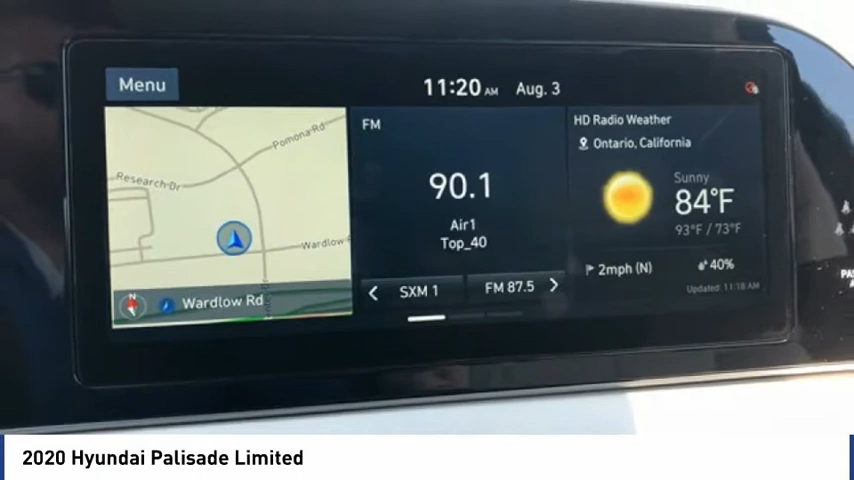 Menu
11:20 AM Aug. 3
Pomona Rd
Research Dr
Wardlow R
N
Wardlow Rd
FM
90.1
Air1
Top_40
SXM 1
FM 87.5
HD Radio Weather
Ontario, California
Sunny
84°F
93°F / 73°F
2mph (N)
40%
Updated: 11:18 AM
PAS
2020 Hyundai Palisade Limited